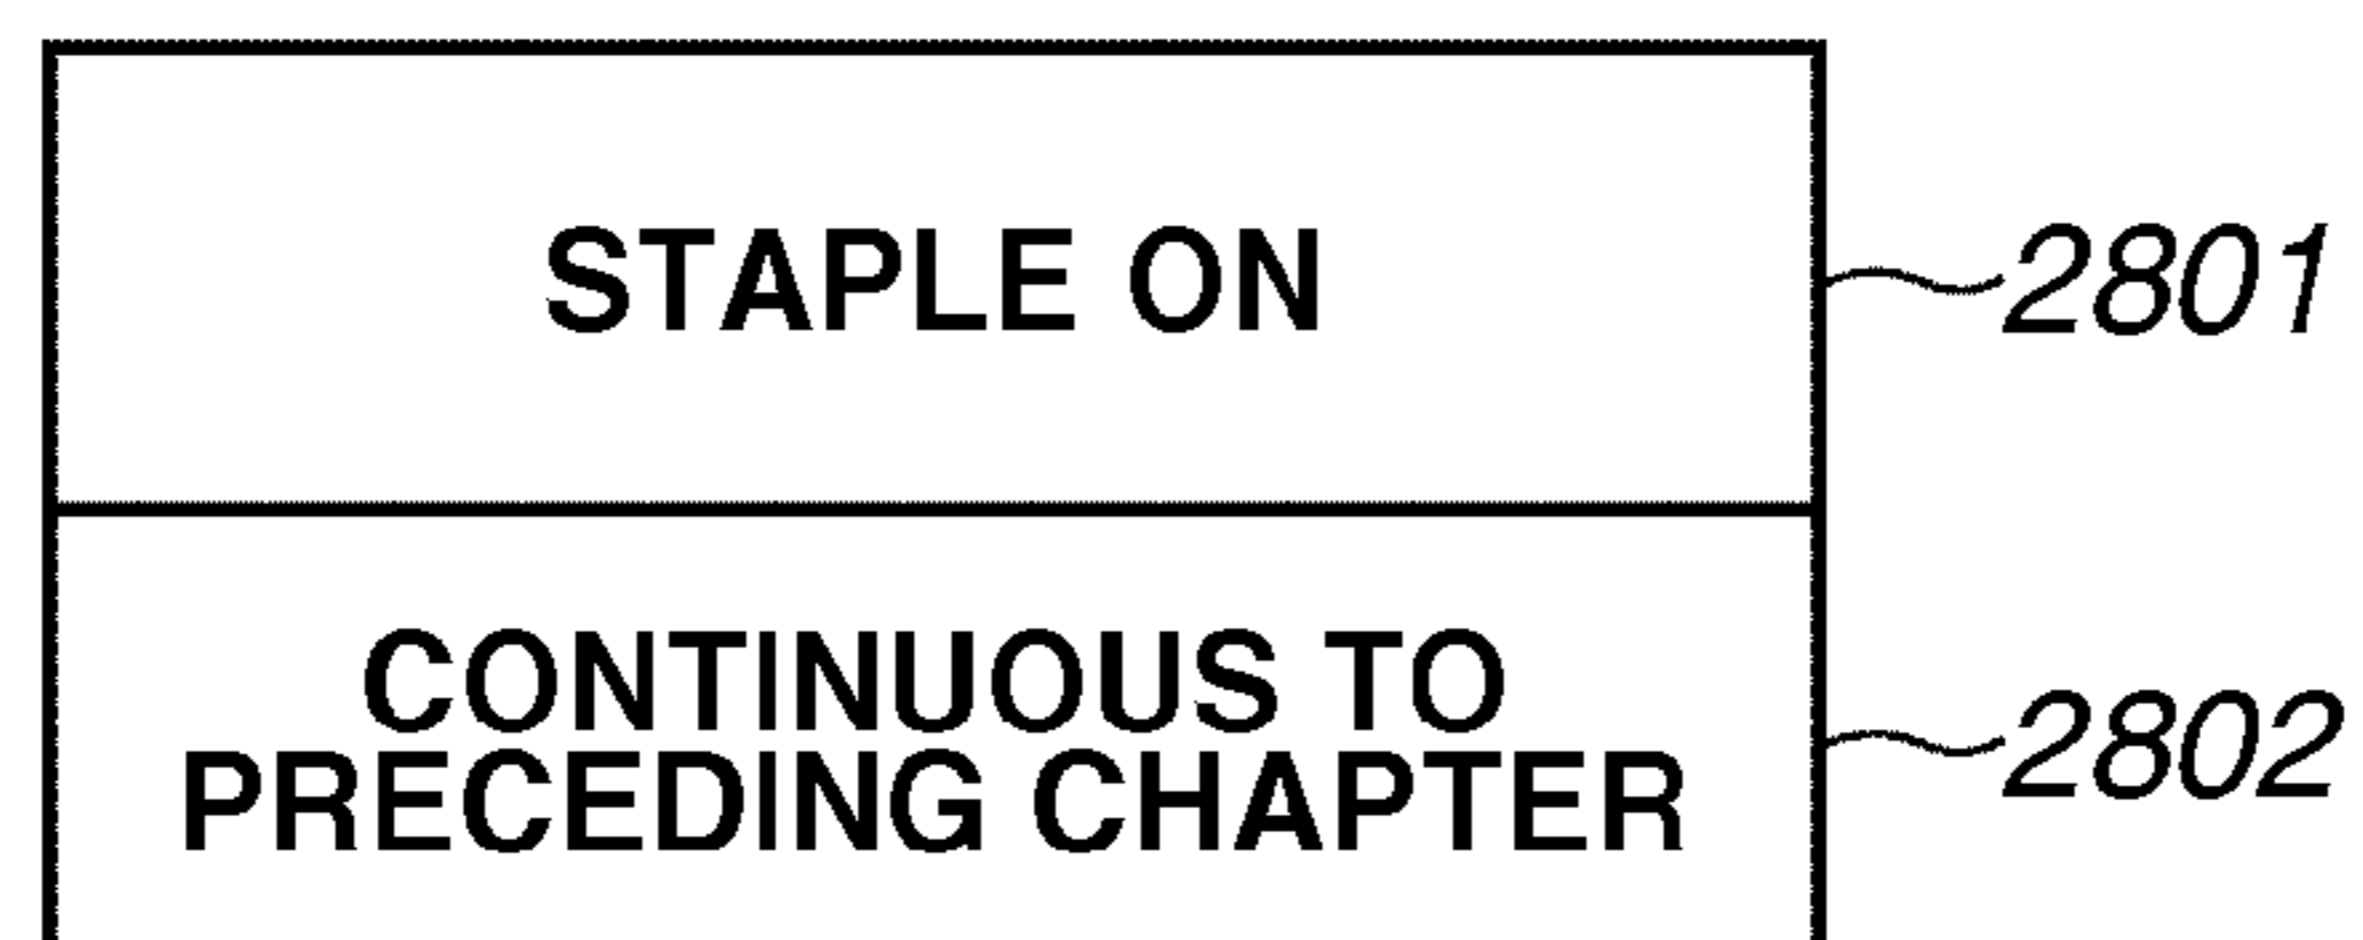 STAPLE ON
2801
CONTINUOUS TO
PRECEDING CHAPTER
2802